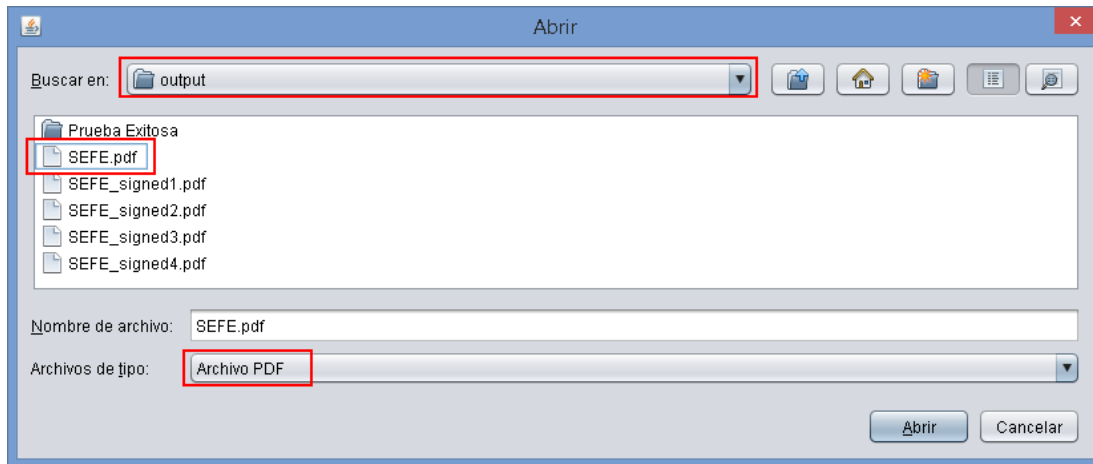 Abrir
Buscar en: output
Prueba Exitosa
SEFE.pdf
SEFE_signed1.pdf
SEFE_signed2.pdf
SEFE_signed3.pdf
SEFE_signed4.pdf
Nombre de archivo: SEFE.pdf
Archivos de tipo: Archivo PDF
Abrir Cancelar